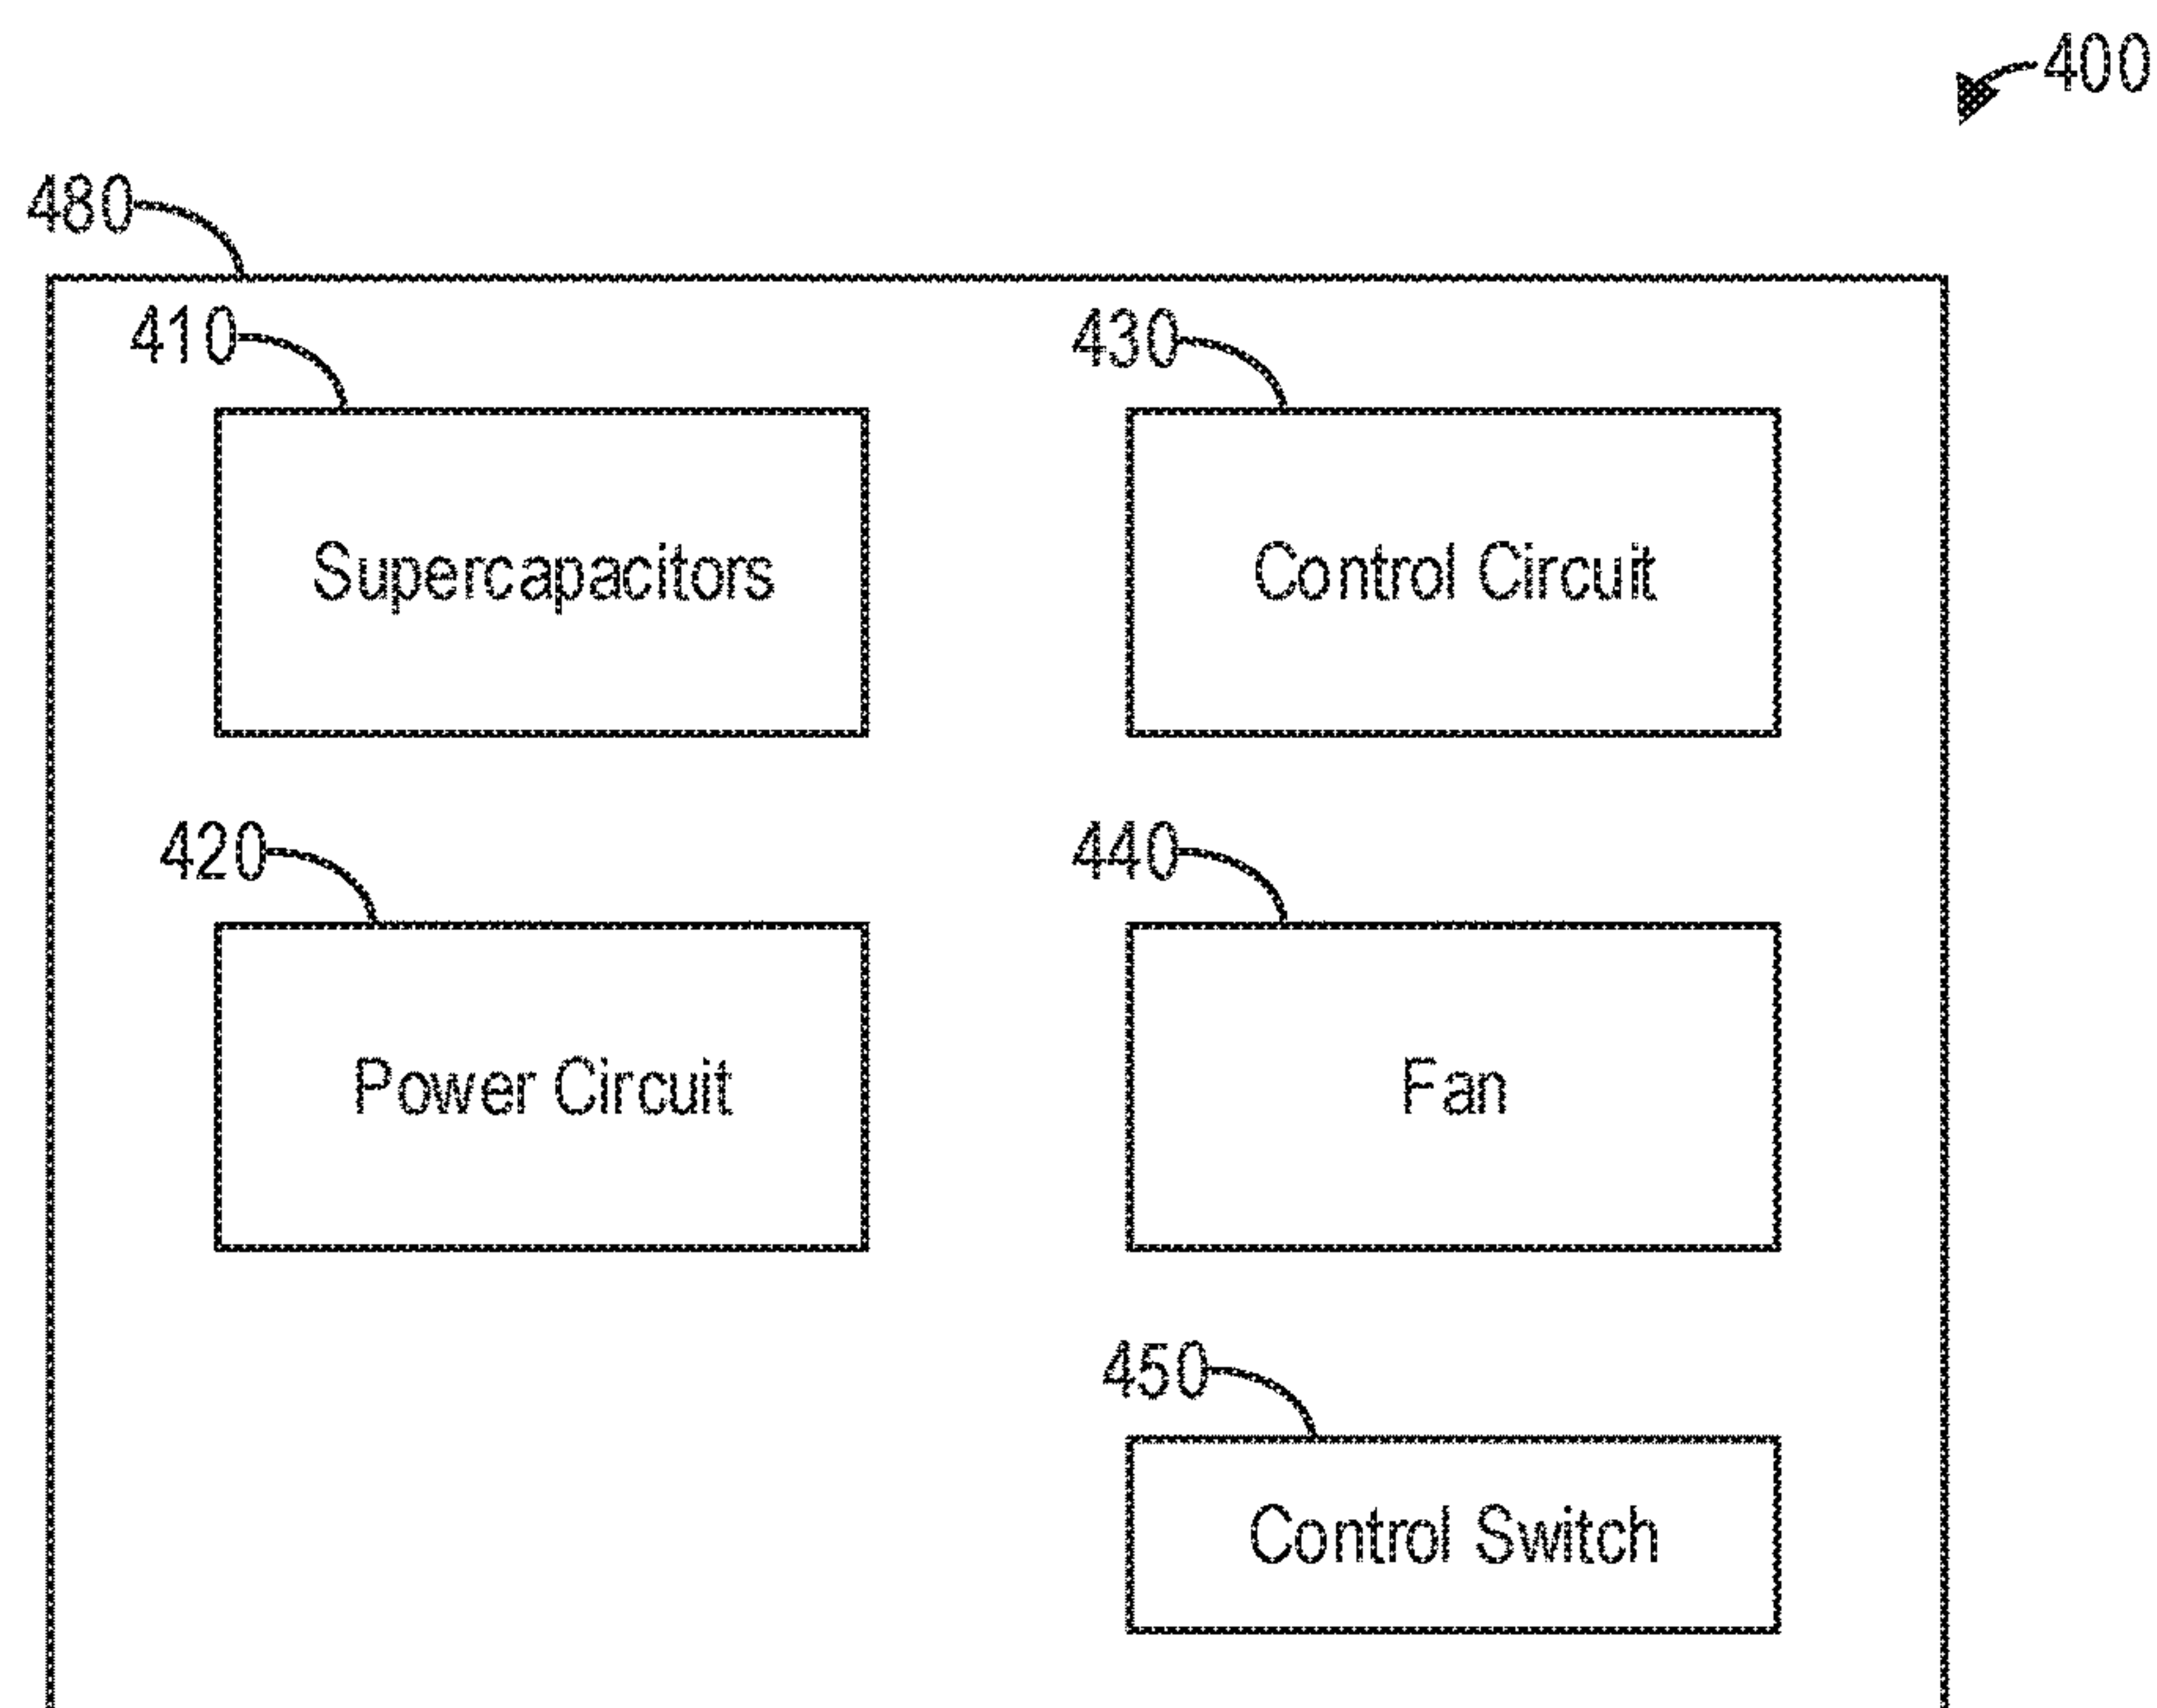 400
480
410
430
Supercapacitors
Control Circuit
420
440
Power Circuit
Fan
450
Control Switch